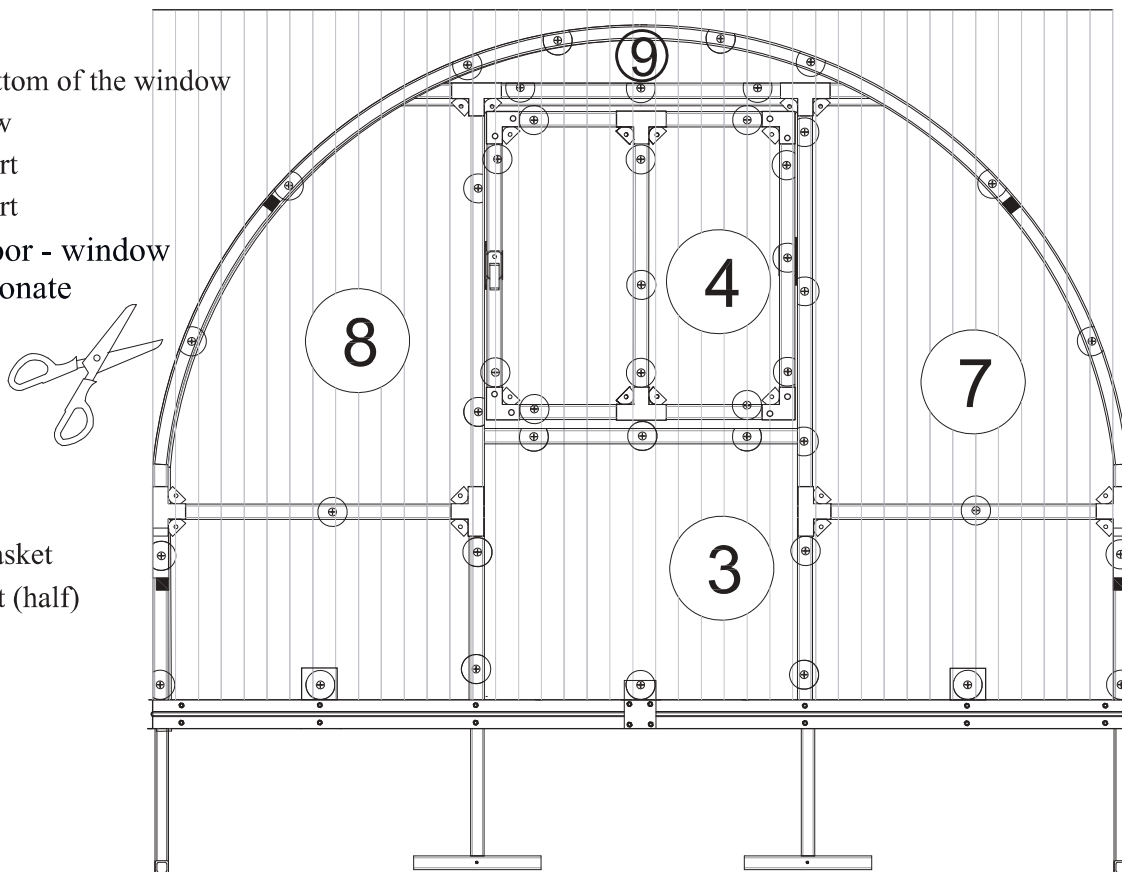 9
ttom of the window
w
rt
rt
oor - window
onate
4
8
7
asket
t (half)
3